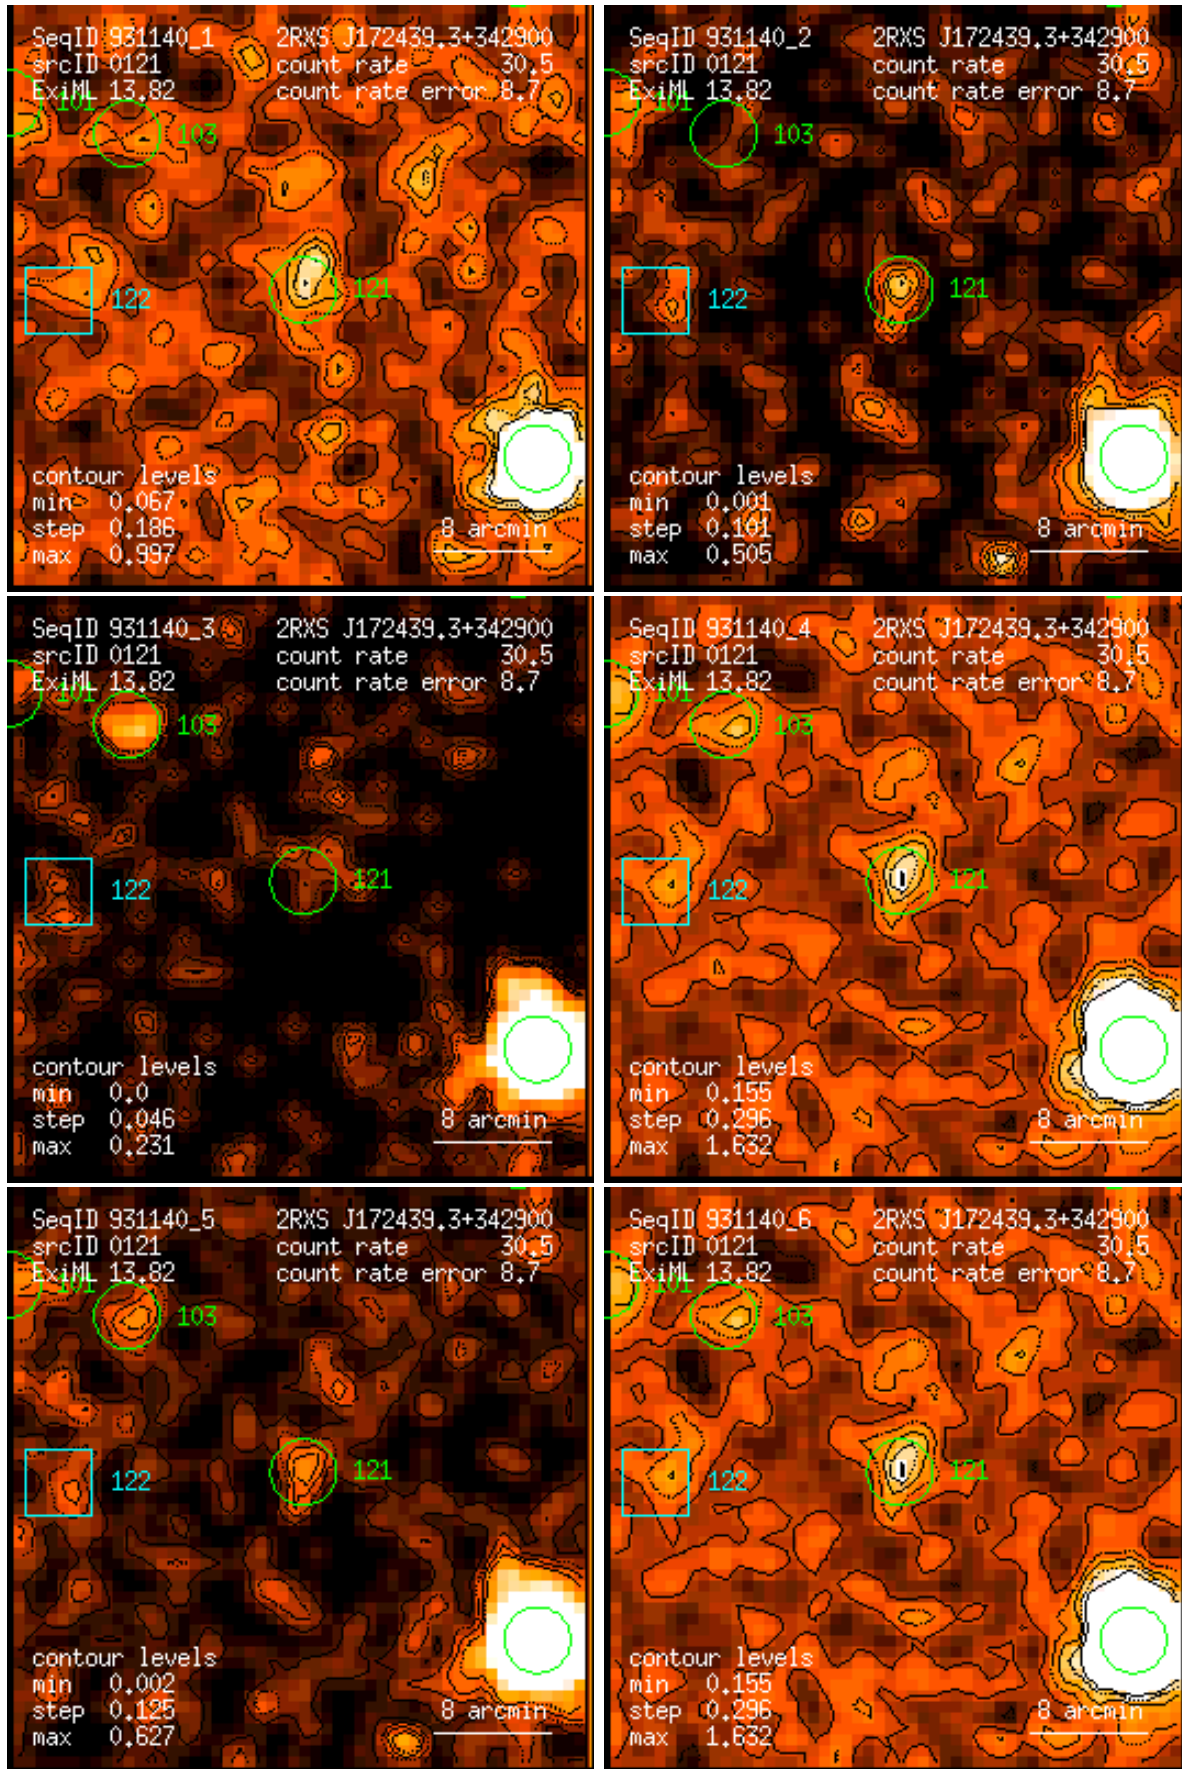 SeqID 931140_1 2RXS J172439.3+342900
srcID 0121 count rate 30.5
ExiML 13.82 count rate error 8.7
101
103
121
122
contour levels
min 0.067
step 0.186 8 arcmin
max 0.997
SeqID 931140_2 2RXS J172439.3+342900
srcID 0121 count rate 30.5
ExiML 13.82 count rate error 8.7
101
103
121
122
contour levels
min 0.001
step 0.101 8 arcmin
max 0.505
SeqID 931140_3 2RXS J172439.3+342900
srcID 0121 count rate 30.5
ExiML 13.82 count rate error 8.7
101
103
121
122
contour levels
min 0.0
step 0.046 8 arcmin
max 0.231
SeqID 931140_4 2RXS J172439.3+342900
srcID 0121 count rate 30.5
ExiML 13.82 count rate error 8.7
101
103
121
122
contour levels
min 0.155
step 0.296 8 arcmin
max 1.632
SeqID 931140_5 2RXS J172439.3+342900
srcID 0121 count rate 30.5
ExiML 13.82 count rate error 8.7
101
103
121
122
contour levels
min 0.002
step 0.125 8 arcmin
max 0.627
SeqID 931140_6 2RXS J172439.3+342900
srcID 0121 count rate 30.5
ExiML 13.82 count rate error 8.7
101
103
121
122
contour levels
min 0.155
step 0.296 8 arcmin
max 1.632